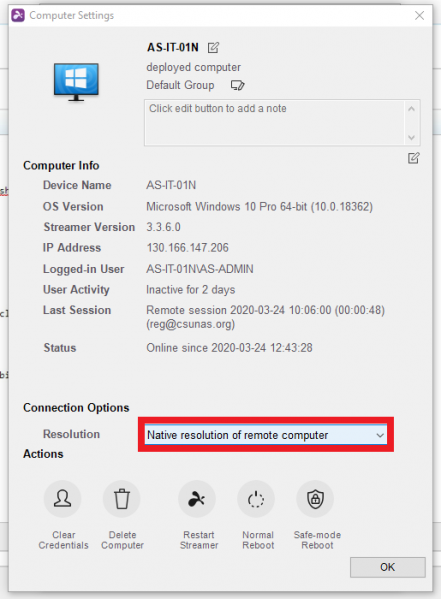 Computer Settings
AS-IT-01N
deployed computer
Default Group
Click edit button to add a note
Computer Info
Device Name AS-IT-01N
OS Version Microsoft Windows 10 Pro 64-bit (10.0.18362)
Streamer Version 3.3.6.0
IP Address 130.166.147.206
Logged-in User AS-IT-01N\AS-ADMIN
User Activity Inactive for 2 days
Last Session Remote session 2020-03-24 10:06:00 (00:00:48)
(reg@csunas.org)
Status Online since 2020-03-24 12:43:28
Connection Options
Resolution Native resolution of remote computer
Actions
Clear Credentials
Delete Computer
Restart Streamer
Normal Reboot
Safe-mode Reboot
OK